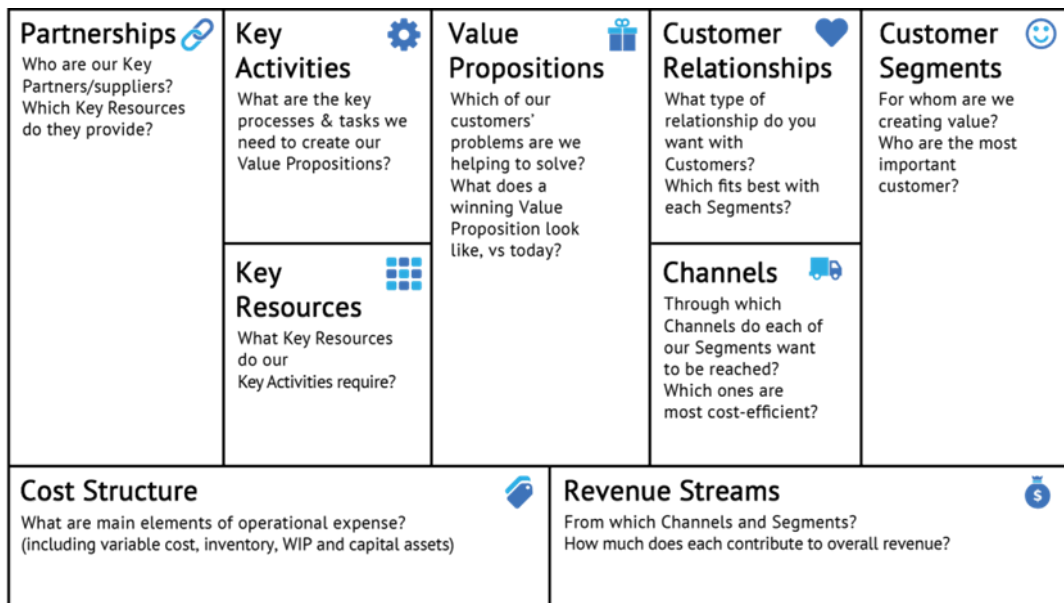 Partnerships
Who are our Key
Partners/suppliers?
Which Key Resources
do they provide?
Key
Activities
What are the key
processes & tasks we
need to create our
Value Propositions?
Key
Resources
What Key Resources
do our
Key Activities require?
Value
Propositions
Which of our
customers’
problems are we
helping to solve?
What does a
winning Value
Proposition look
like, vs today?
Customer
Relationships
What type of
relationship do you
want with
Customers?
Which fits best with
each Segments?
Channels
Through which
Channels do each of
our Segments want
to be reached?
Which ones are
most cost-efficient?
Customer
Segments
For whom are we
creating value?
Who are the most
important
customer?
Cost Structure
What are main elements of operational expense?
(including variable cost, inventory, WIP and capital assets)
Revenue Streams
$
From which Channels and Segments?
How much does each contribute to overall revenue?